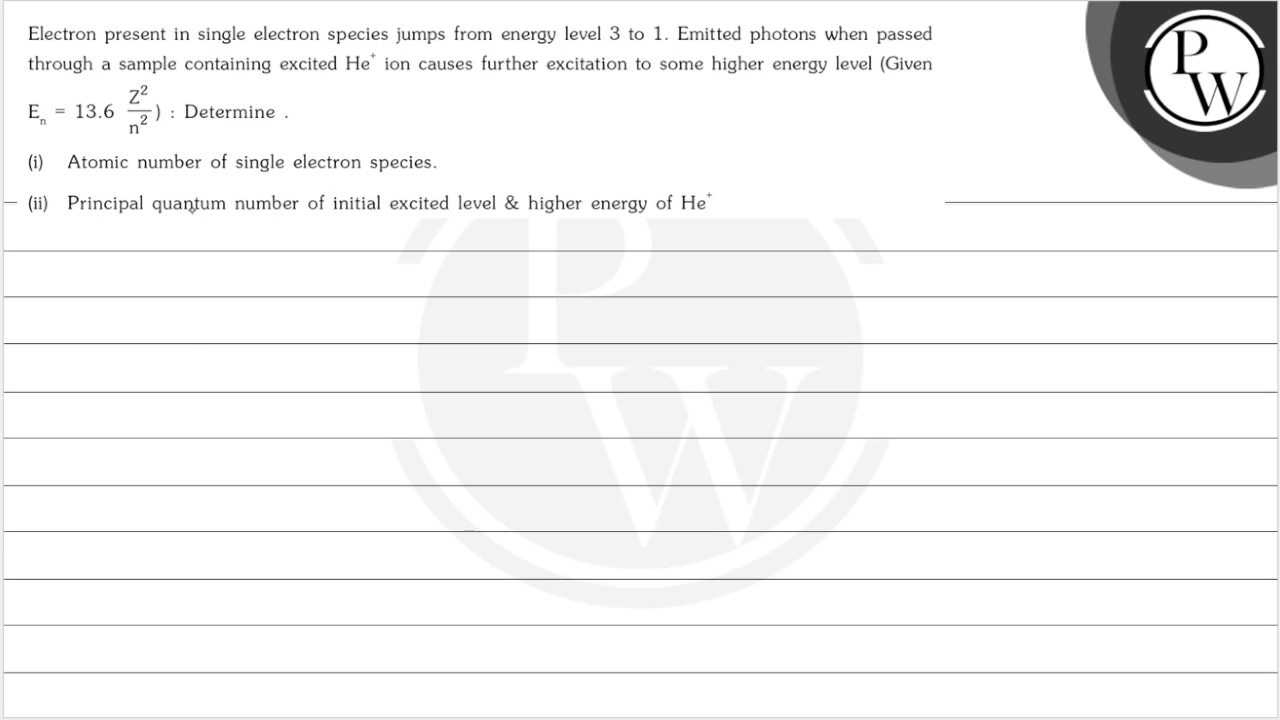 Electron present in single electron species jumps from energy level 3 to 1. Emitted photons when passed
through a sample containing excited He⁺ ion causes further excitation to some higher energy level (Given
Eₙ = 13.6 Z²/n²) : Determine .
(i) Atomic number of single electron species.
(ii) Principal quantum number of initial excited level & higher energy of He⁺
P
W
P
W